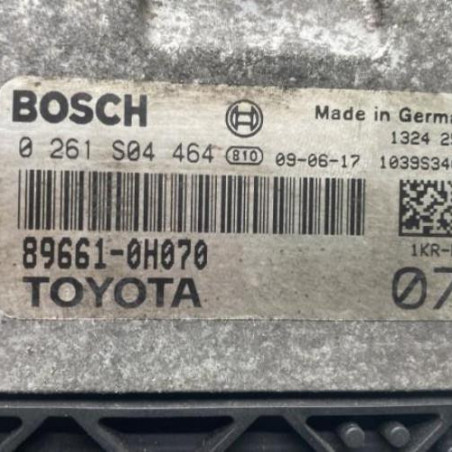 BOSCH Made in Germa
0 261 S04 464 810 09-06-17 1324 29
1039S34
89661-0H070 1KR-
TOYOTA 07